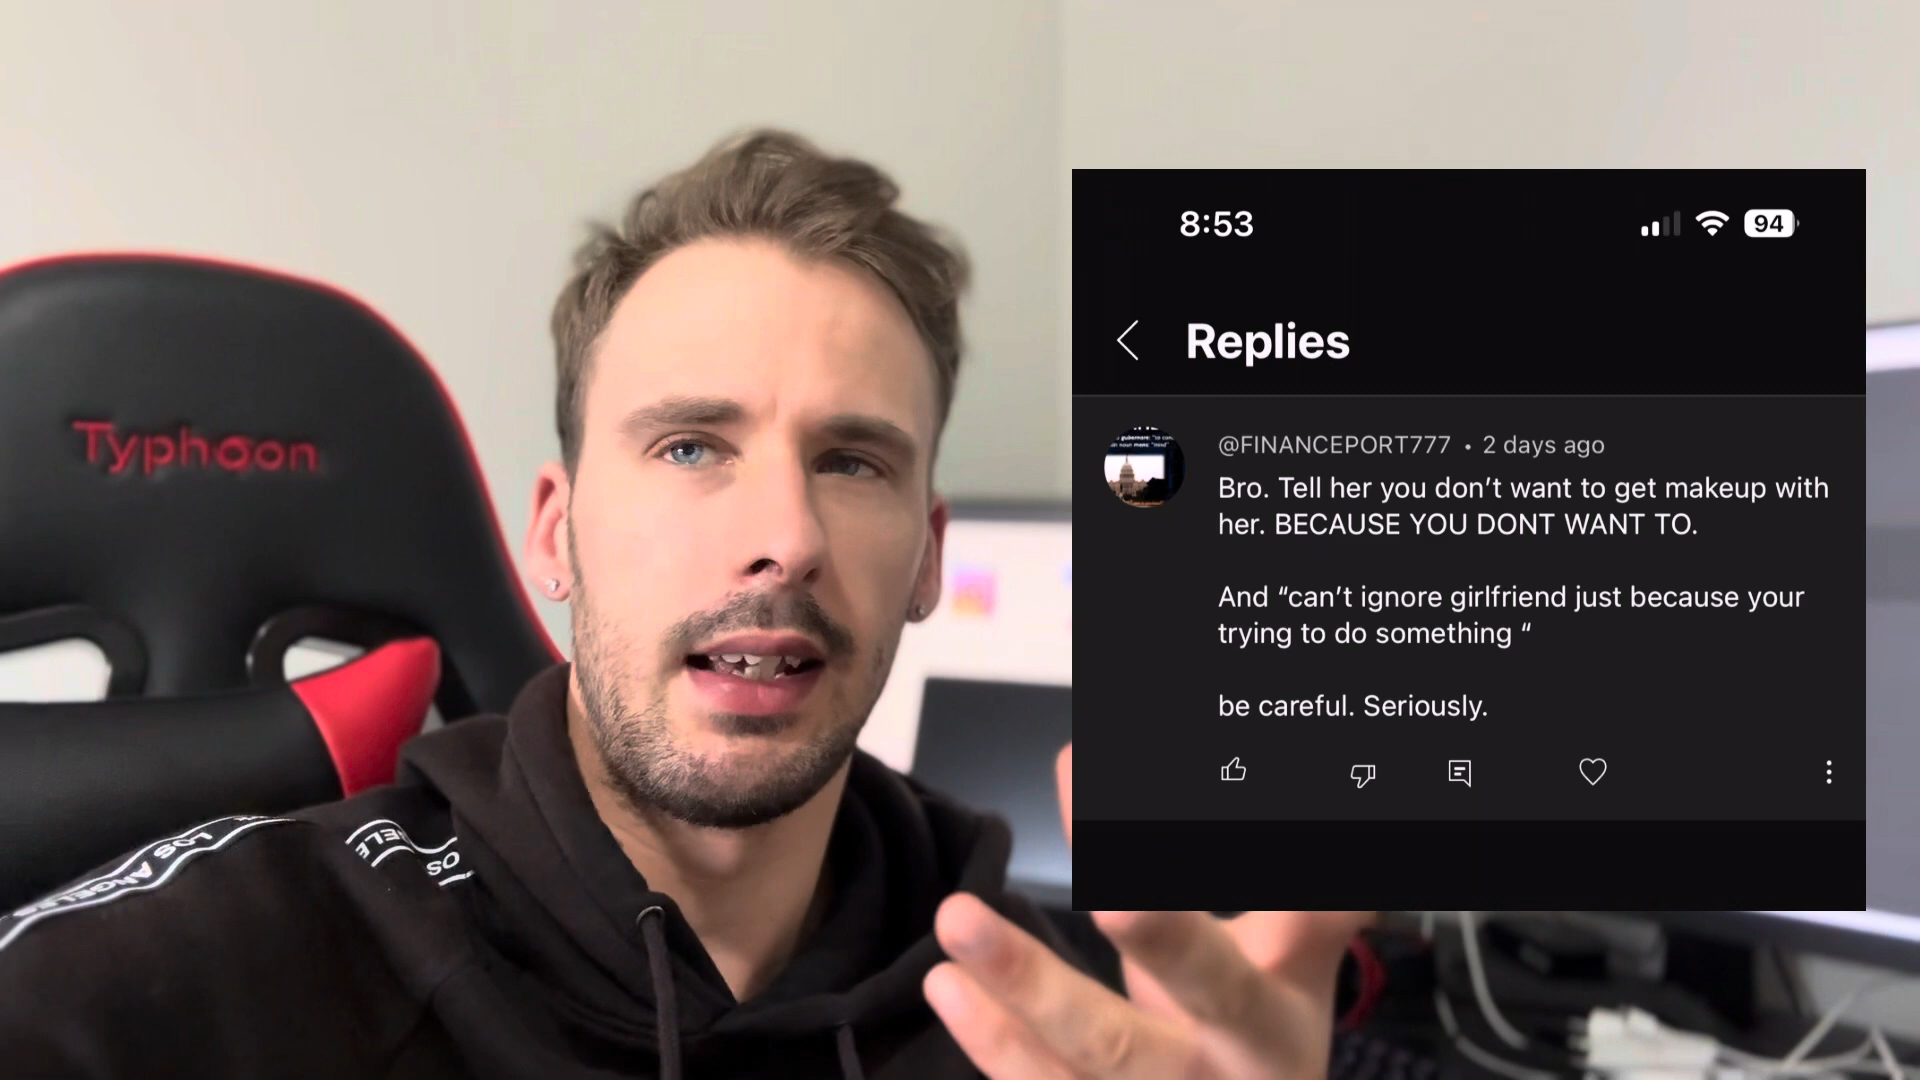 Typhoon
LOS ANGELES
8:53
94
Replies
@FINANCEPORT777 • 2 days ago
Bro. Tell her you don’t want to get makeup with
her. BECAUSE YOU DONT WANT TO.
And “can’t ignore girlfriend just because your
trying to do something “
be careful. Seriously.